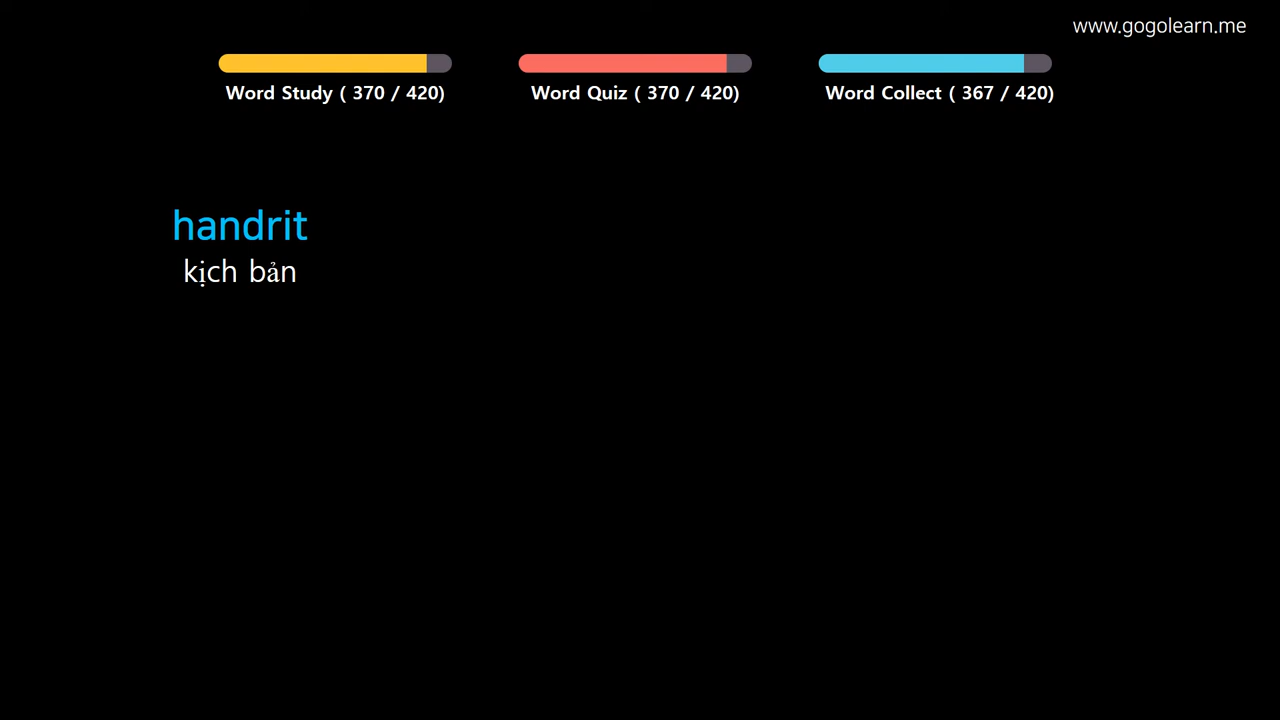 www.gogolearn.me
Word Study ( 370 / 420)
Word Quiz ( 370 / 420)
Word Collect ( 367 / 420)
handrit
kịch bản